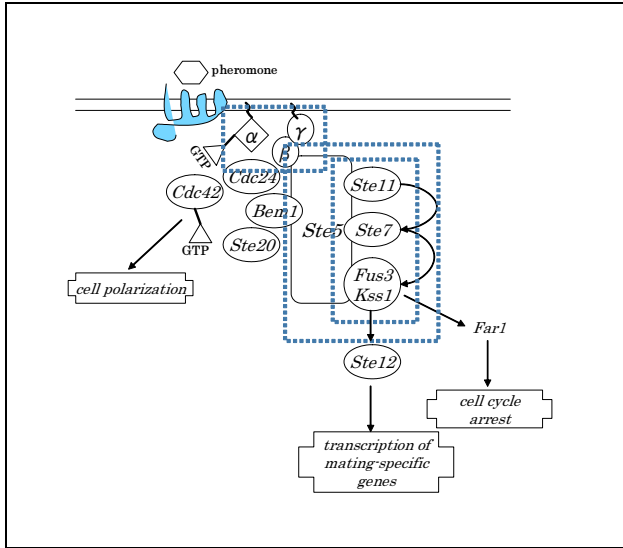 pheromone
α
γ
β
GTP
Cdc24
Cdc42
Bem1
Ste20
GTP
Ste5
Ste11
Ste7
Fus3
Kss1
cell polarization
Far1
Ste12
cell cycle
arrest
transcription of
mating-specific
genes